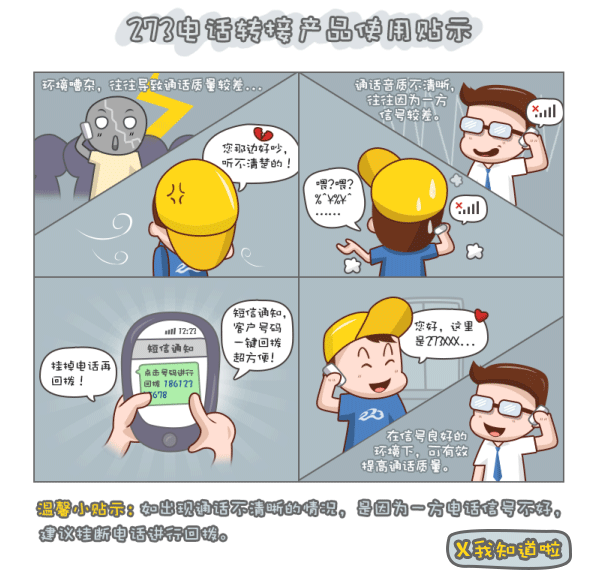 273电话转接产品使用贴示
环境嘈杂，往往导致通话质量较差...
您那边好吵，
听不清楚的！
通话音质不清晰，
往往因为一方
信号较差。
喂?喂?
%^¥%¥^
......
12:21
短信通知
点击号码进行
回拨 186127
678
挂掉电话再
回拨！
短信通知，
客户号码
一键回拨
超方便！
您好，这里
是273XXX...
在信号良好的
环境下，可有效
提高通话质量。
温馨小贴示：如出现通话不清晰的情况，是因为一方电话信号不好，
建议挂断电话进行回拨。
X我知道啦